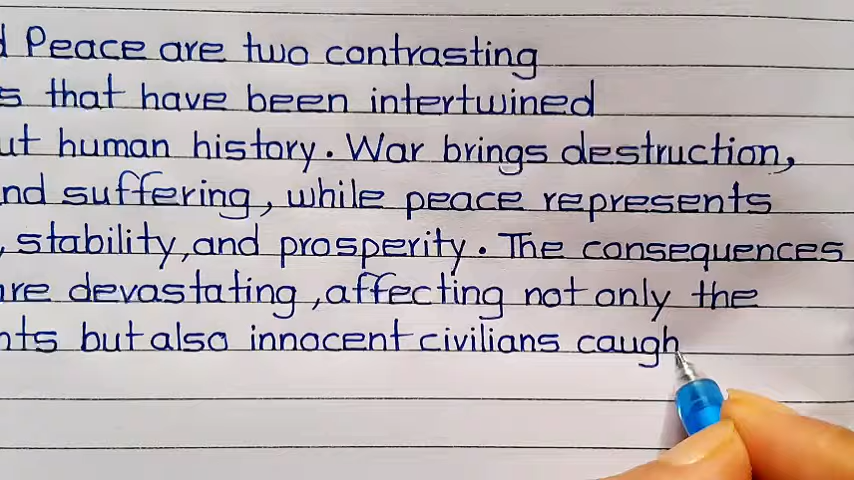 d Peace are two contrasting
s that have been intertwined
ut human history. War brings destruction,
nd suffering, while peace represents
, stability, and prosperity. The consequences
re devastating, affecting not only the
nts but also innocent civilians caugh